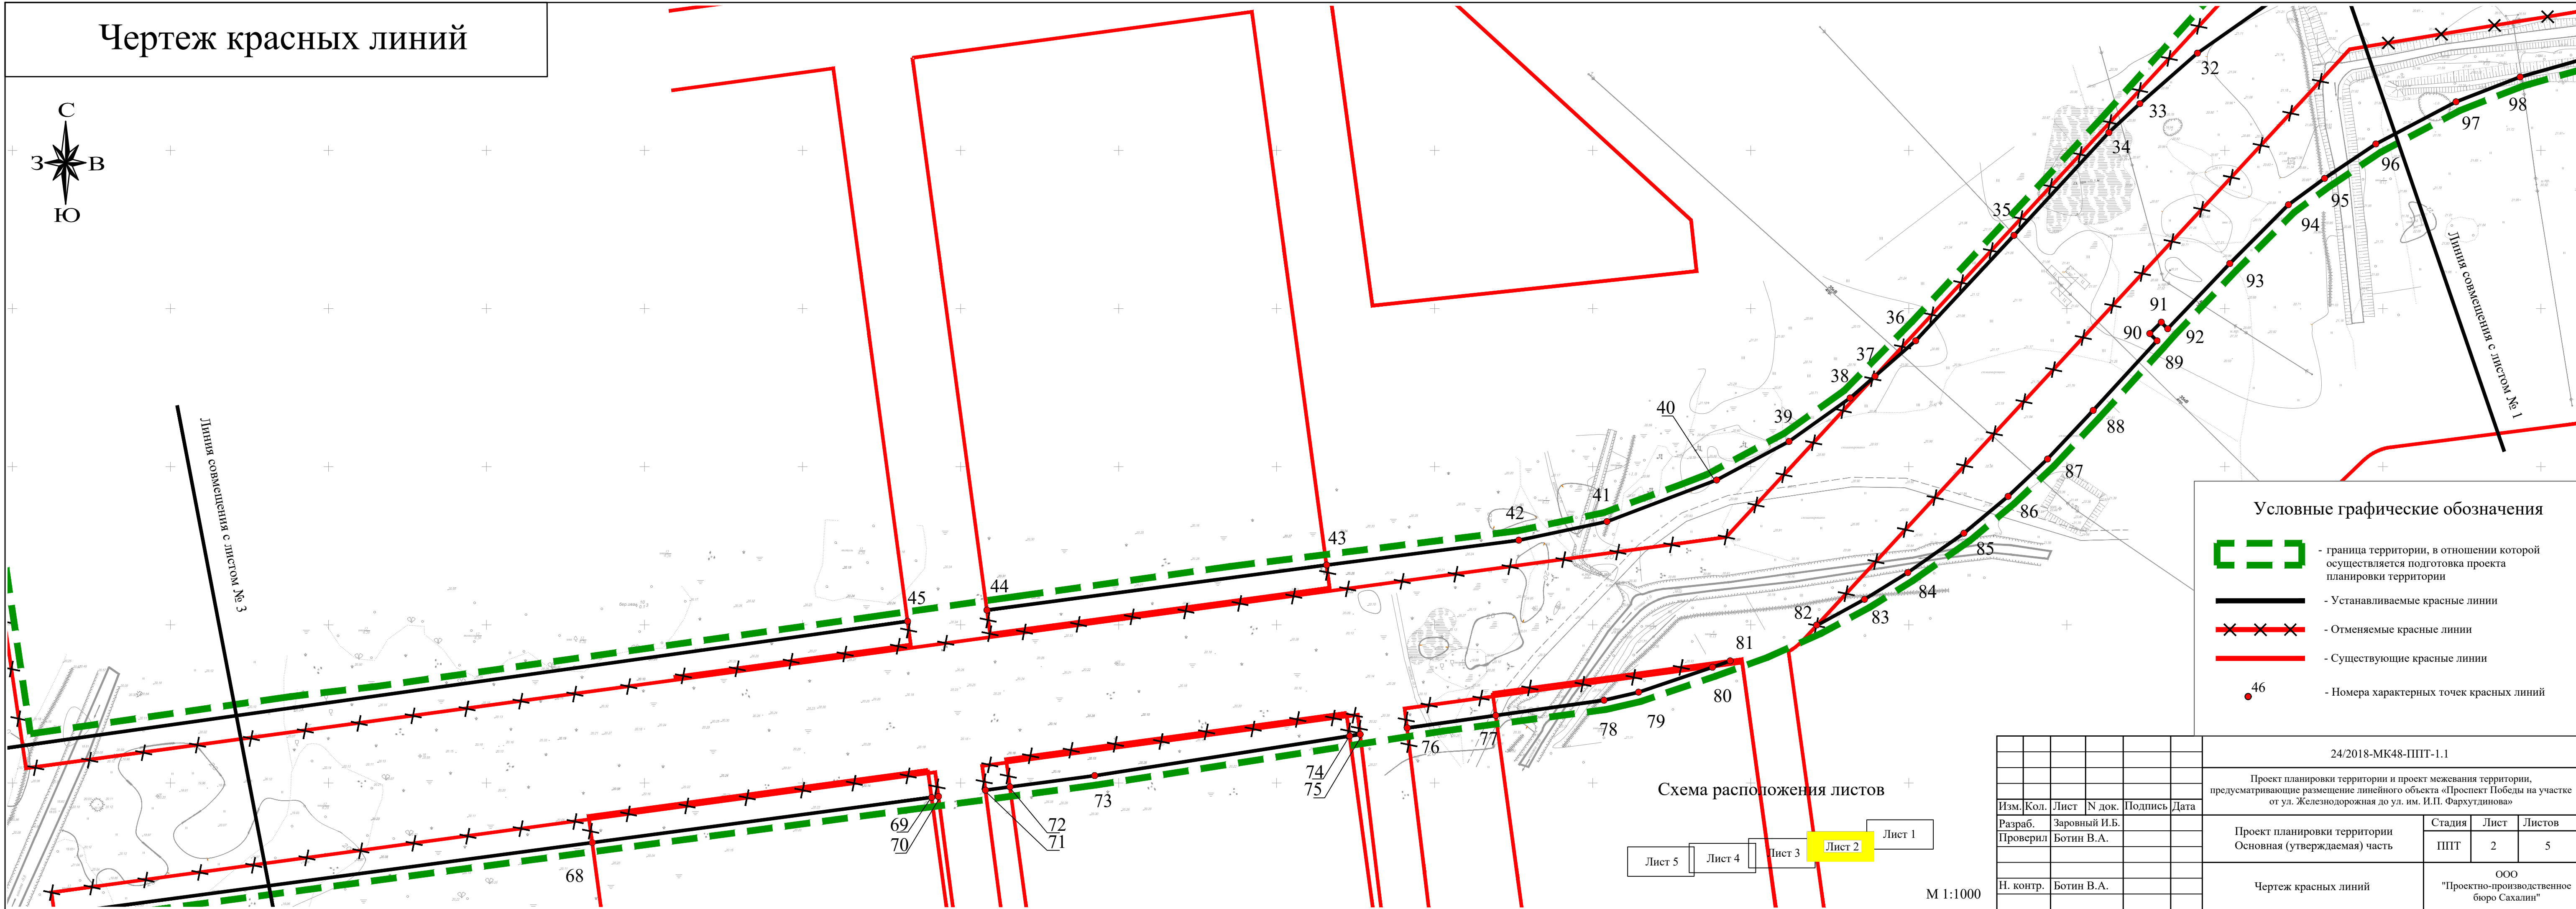 Чертеж красных линий
С
З
В
Ю
32
33
34
35
36
37
38
39
40
41
42
43
44
45
98
97
96
95
94
93
91
90
92
89
88
87
86
85
84
83
82
81
80
79
78
77
76
74
75
73
72
71
69
70
68
Линия совмещения с листом № 3
Линия совмещения с листом № 1
Условные графические обозначения
- граница территории, в отношении которой
осуществляется подготовка проекта
планировки территории
- Устанавливаемые красные линии
- Отменяемые красные линии
- Существующие красные линии
46
- Номера характерных точек красных линий
Схема расположения листов
Лист 5
Лист 4
Лист 3
Лист 2
Лист 1
М 1:1000
24/2018-МК48-ППТ-1.1
Проект планировки территории и проект межевания территории,
предусматривающие размещение линейного объекта «Проспект Победы на участке
от ул. Железнодорожная до ул. им. И.П. Фархутдинова»
Изм. Кол. Лист N док. Подпись Дата
Разраб. Заровный И.Б.
Проверил Ботин В.А.
Н. контр. Ботин В.А.
Проект планировки территории
Основная (утверждаемая) часть
Стадия Лист Листов
ППТ 2 5
Чертеж красных линий
ООО
"Проектно-производственное
бюро Сахалин"